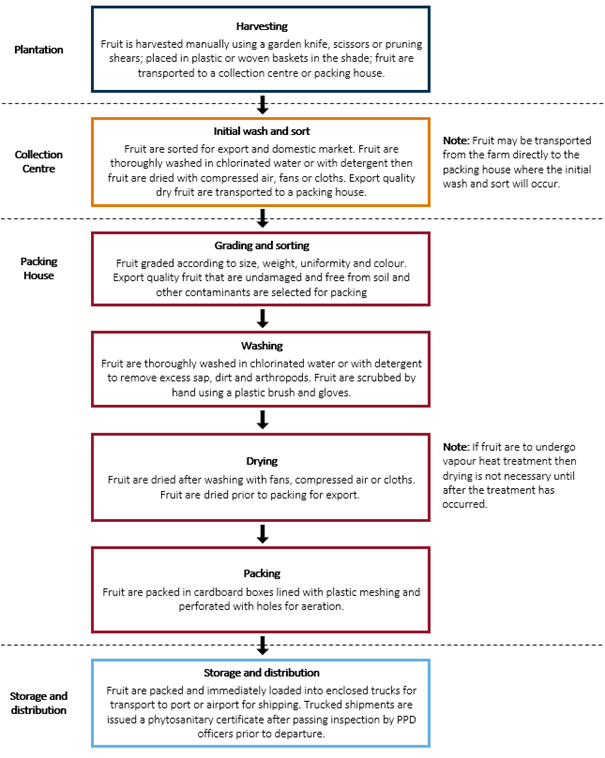 Harvesting
Plantation
Fruit is harvested manually using a garden knife, scissors or pruning
shears; placed in plastic or woven baskets in the shade; fruit are
transported to a collection centre or packing house.
Initial wash and sort
Collection
Centre
Fruit are sorted for export and domestic market. Fruit are
thoroughly washed in chlorinated water or with detergent then
fruit are dried with compressed air, fans or cloths. Export quality
dry fruit are transported to a packing house.
Note: Fruit may be transported
from the farm directly to the
packing house where the initial
wash and sort will occur.
Packing
House
Grading and sorting
Fruit graded according to size, weight, uniformity and colour.
Export quality fruit that are undamaged and free from soil and
other contaminants are selected for packing
Washing
Fruit are thoroughly washed in chlorinated water or with detergent
to remove excess sap, dirt and arthropods. Fruit are scrubbed by
hand using a plastic brush and gloves.
Drying
Fruit are dried after washing with fans, compressed air or cloths.
Fruit are dried prior to packing for export.
Note: If fruit are to undergo
vapour heat treatment then
drying is not necessary until
after the treatment has
occurred.
Packing
Fruit are packed in cardboard boxes lined with plastic meshing and
perforated with holes for aeration.
Storage and
distribution
Storage and distribution
Fruit are packed and immediately loaded into enclosed trucks for
transport to port or airport for shipping. Trucked shipments are
issued a phytosanitary certificate after passing inspection by PPD
officers prior to departure.